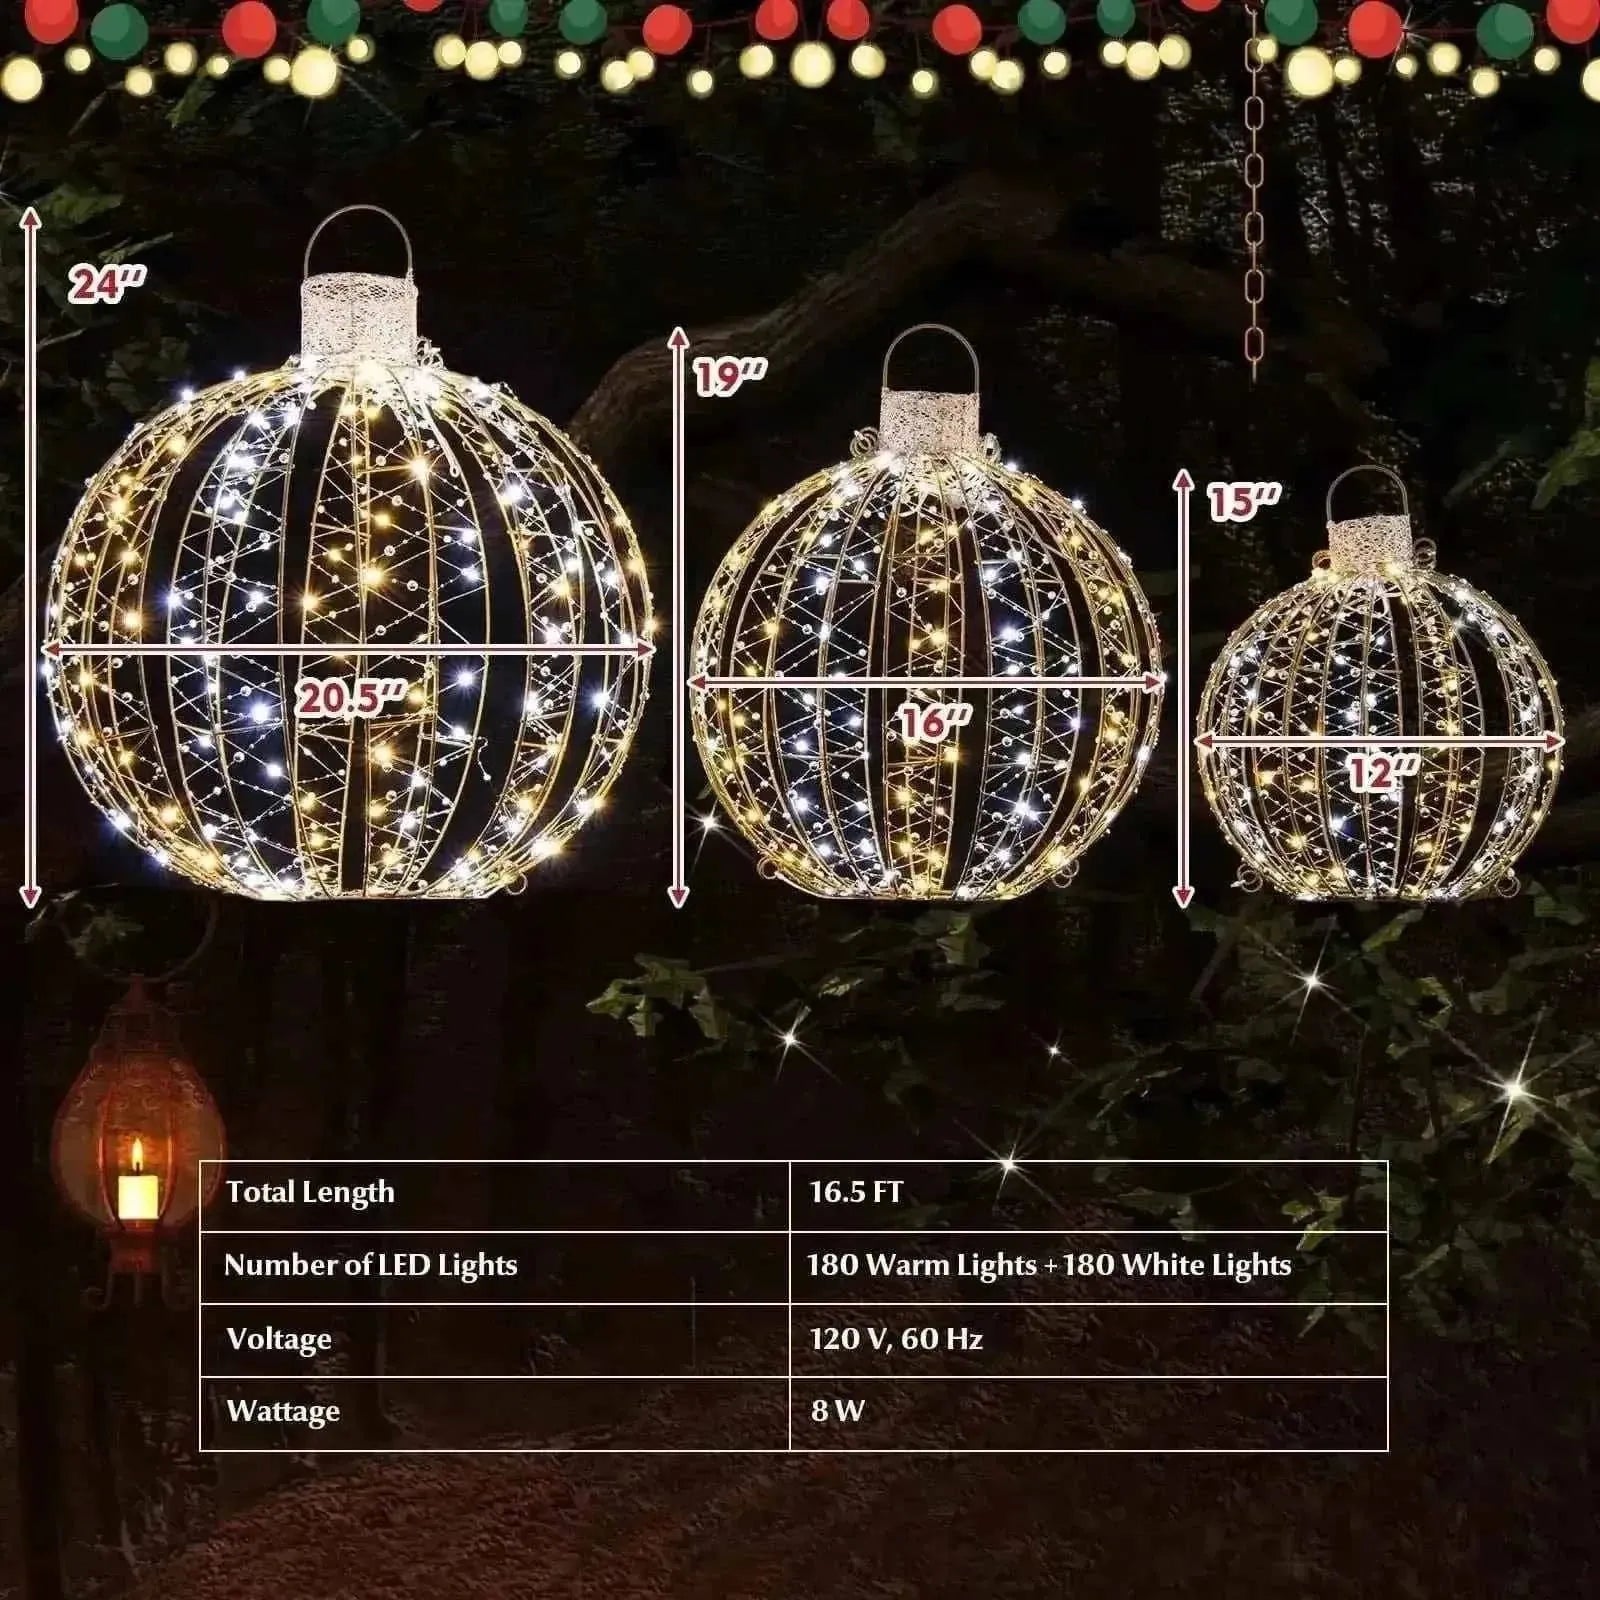 24″
19″
15″
20.5″
16″
12″
Total Length 16.5 FT
Number of LED Lights 180 Warm Lights + 180 White Lights
Voltage 120 V, 60 Hz
Wattage 8 W